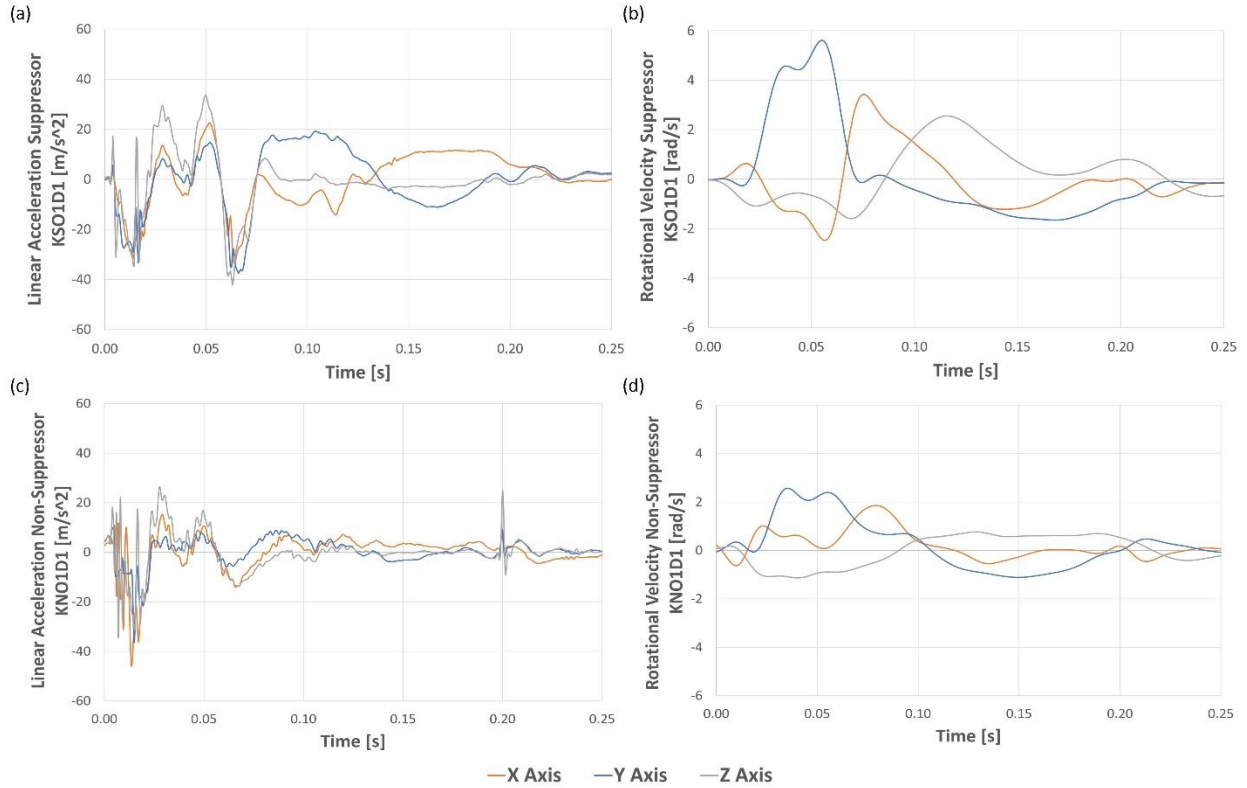 (a)
Linear Acceleration Suppressor
KSO1D1 [m/s^2]
60
40
20
0
-20
-40
-60
0.00 0.05 0.10 0.15 0.20 0.25
Time [s]
(b)
Rotational Velocity Suppressor
KSO1D1 [rad/s]
6
4
2
0
-2
-4
-6
0.00 0.05 0.10 0.15 0.20 0.25
Time [s]
(c)
Linear Acceleration Non-Suppressor
KNO1D1 [m/s^2]
60
40
20
0
-20
-40
-60
0.00 0.05 0.10 0.15 0.20 0.25
Time [s]
(d)
Rotational Velocity Non-Suppressor
KNO1D1 [rad/s]
6
4
2
0
-2
-4
-6
0.00 0.05 0.10 0.15 0.20 0.25
Time [s]
X Axis Y Axis Z Axis